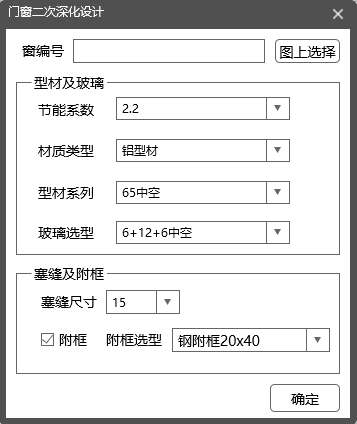 门窗二次深化设计
窗编号 图上选择
型材及玻璃
节能系数 2.2
材质类型 铝型材
型材系列 65中空
玻璃选型 6+12+6中空
塞缝及附框
塞缝尺寸 15
附框 附框选型 钢附框20x40
确定